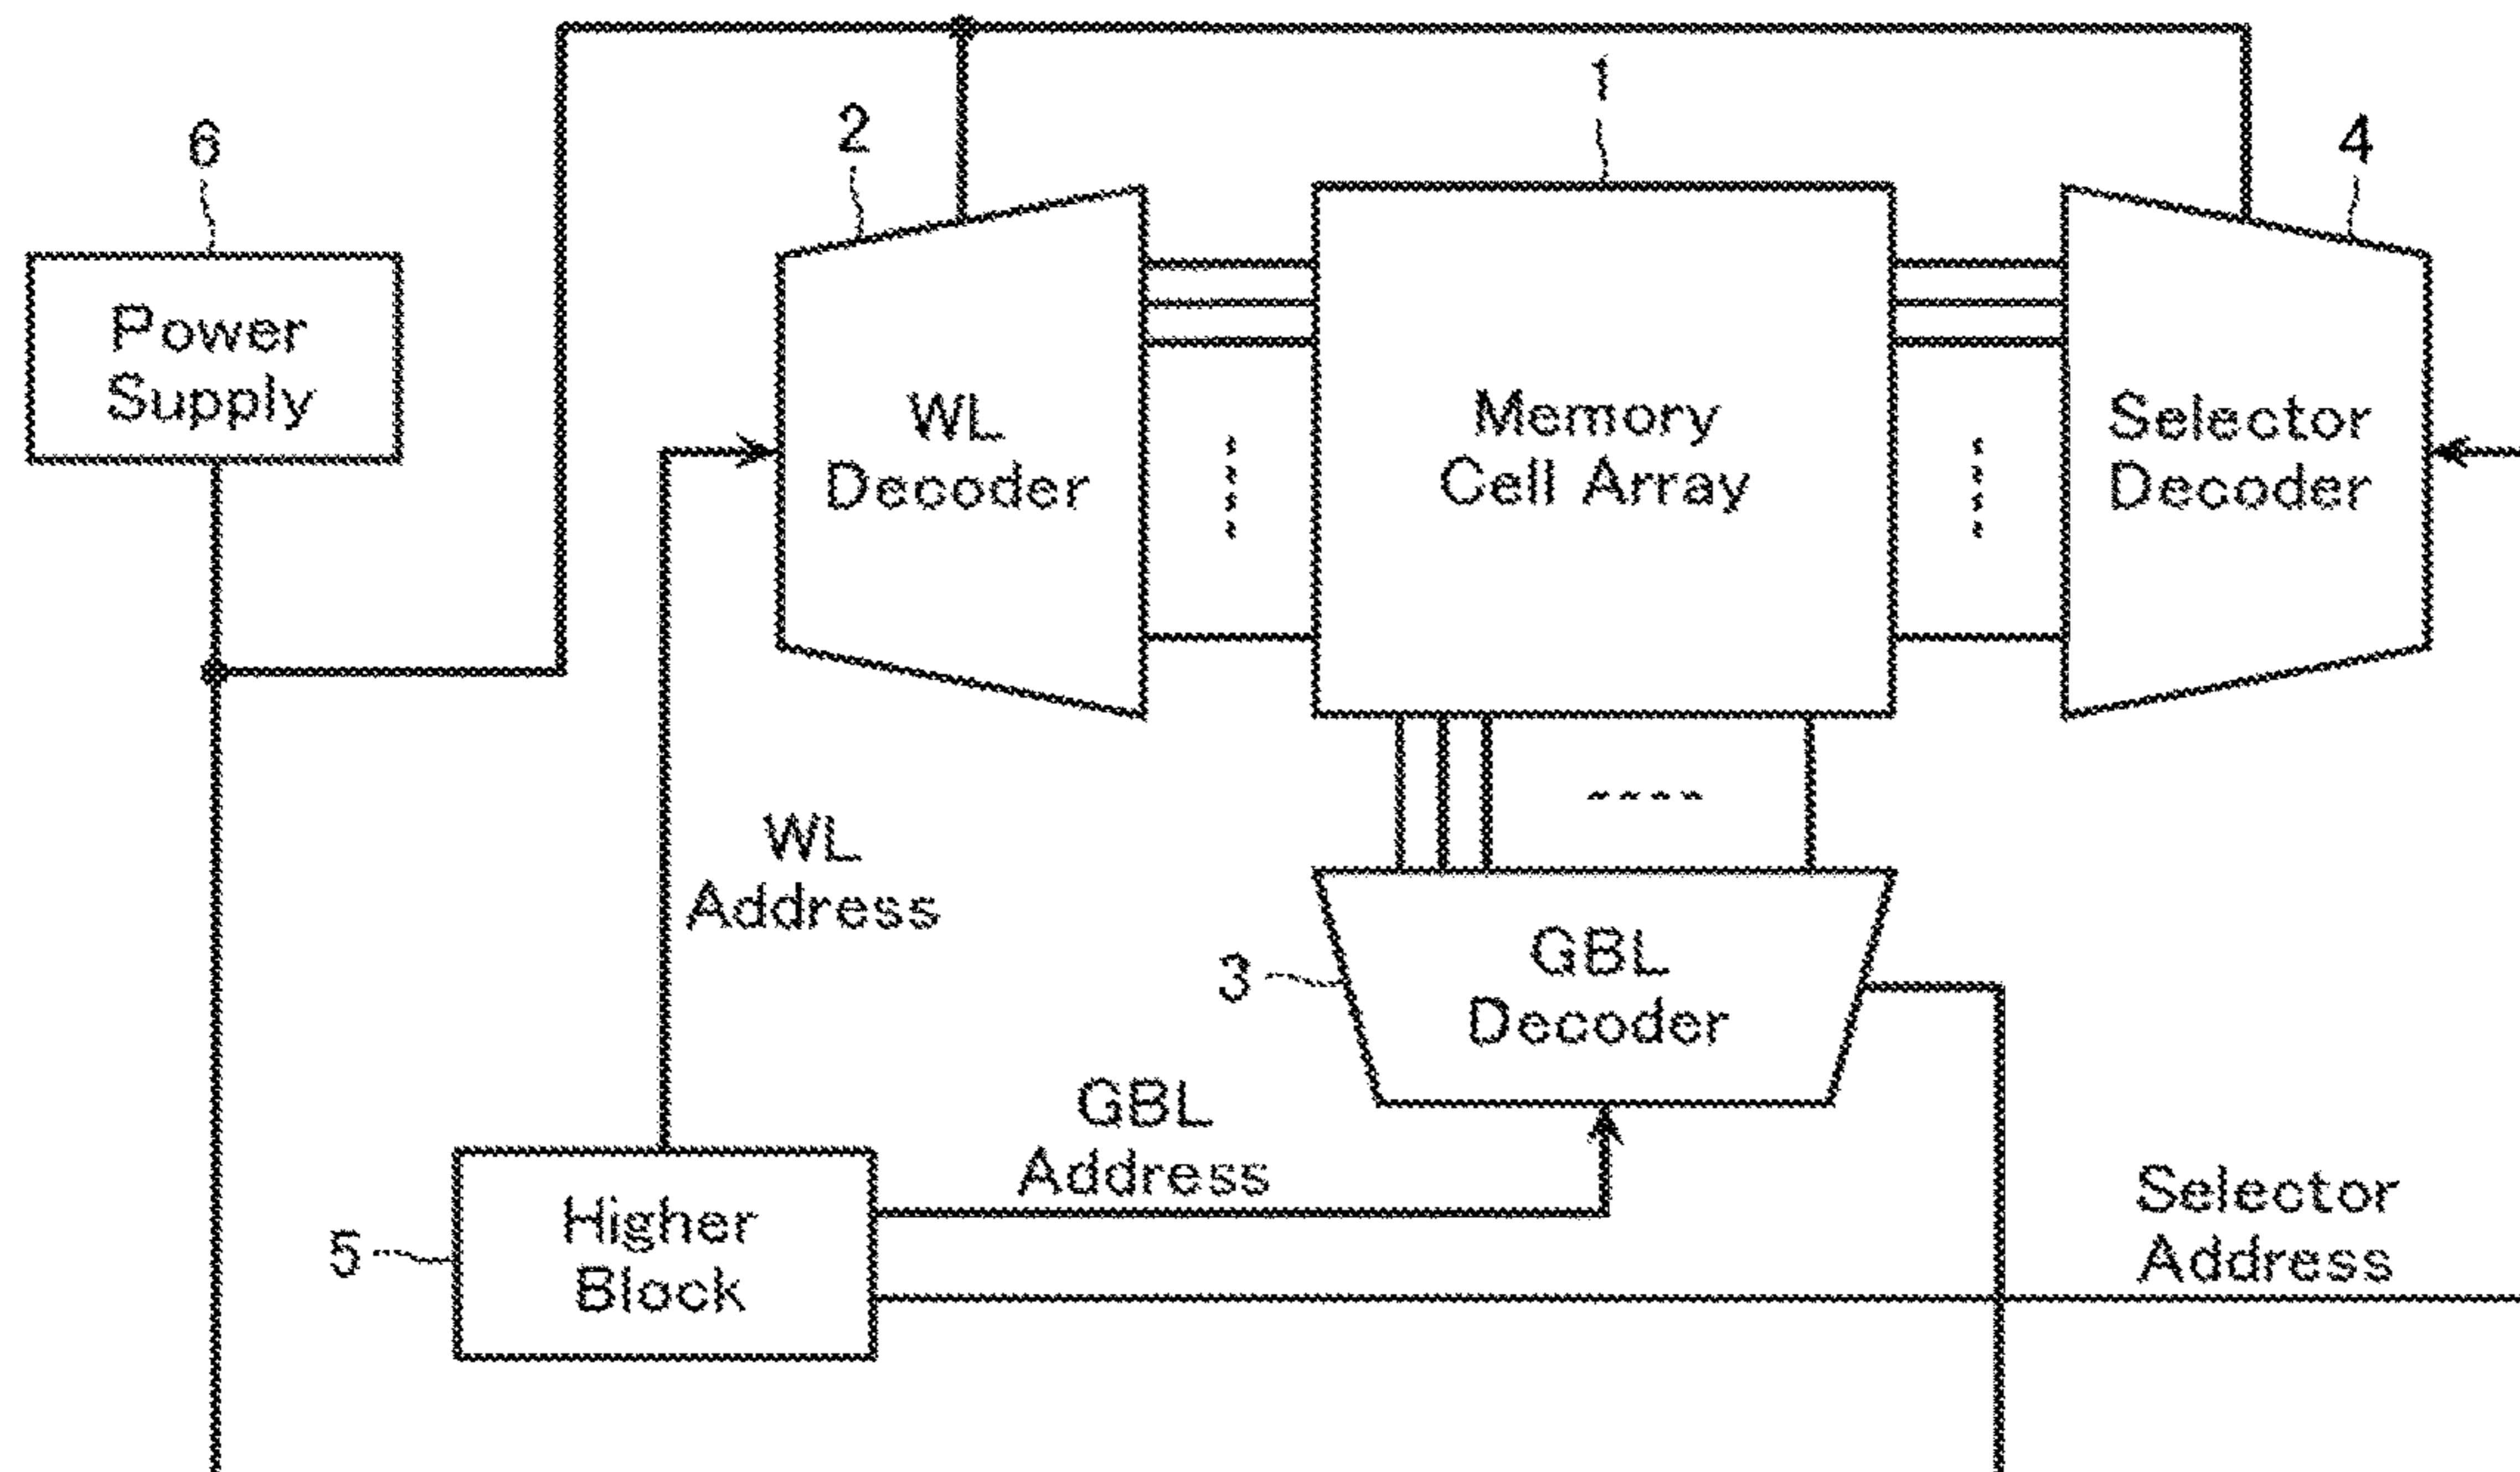 1
2
4
6
Power
Supply
WL
Decoder
Memory
Cell Array
Selector
Decoder
WL
Address
3
GBL
Decoder
GBL
Address
Selector
Address
5
Higher
Block